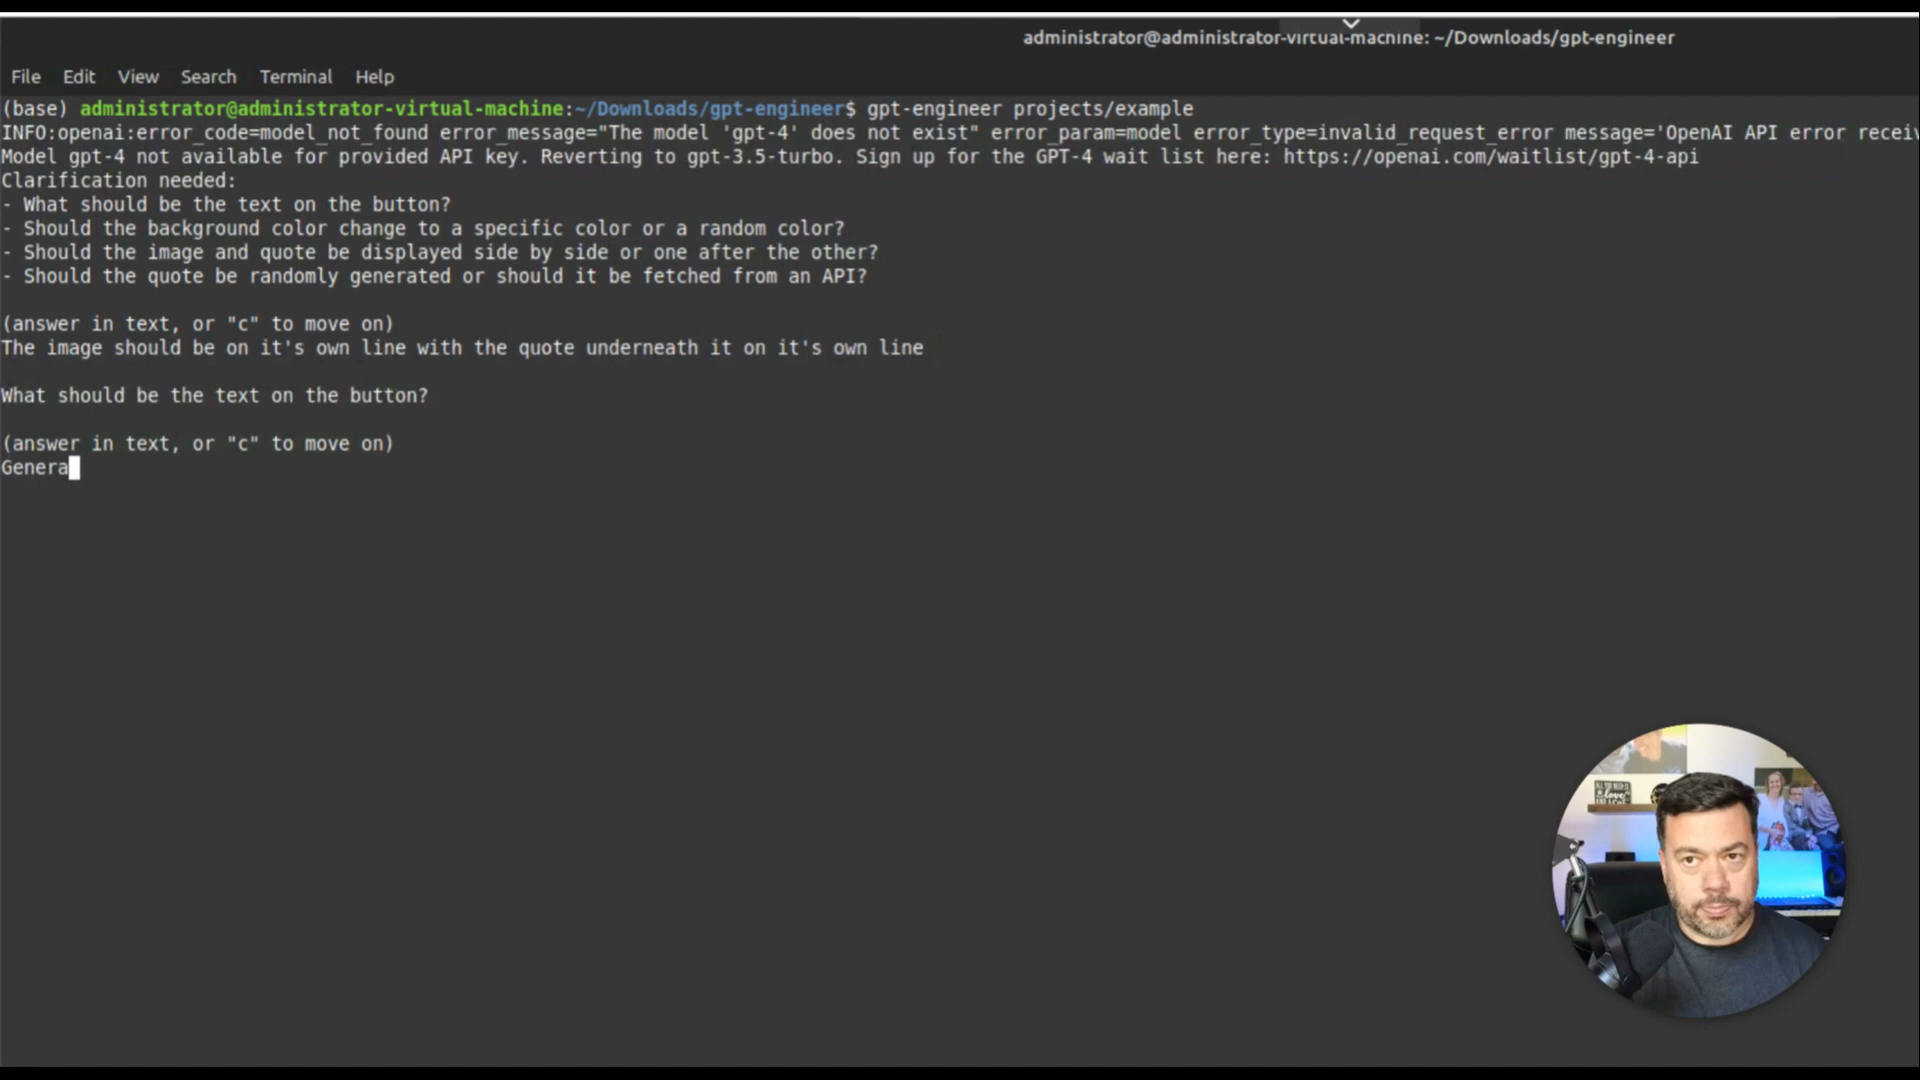 administrator@administrator-virtual-machine: ~/Downloads/gpt-engineer
File Edit View Search Terminal Help
(base) administrator@administrator-virtual-machine:~/Downloads/gpt-engineer$ gpt-engineer projects/example
INFO:openai:error_code=model_not_found error_message="The model 'gpt-4' does not exist" error_param=model error_type=invalid_request_error message='OpenAI API error receiv
Model gpt-4 not available for provided API key. Reverting to gpt-3.5-turbo. Sign up for the GPT-4 wait list here: https://openai.com/waitlist/gpt-4-api
Clarification needed:
- What should be the text on the button?
- Should the background color change to a specific color or a random color?
- Should the image and quote be displayed side by side or one after the other?
- Should the quote be randomly generated or should it be fetched from an API?
(answer in text, or "c" to move on)
The image should be on it's own line with the quote underneath it on it's own line
What should be the text on the button?
(answer in text, or "c" to move on)
Genera
love